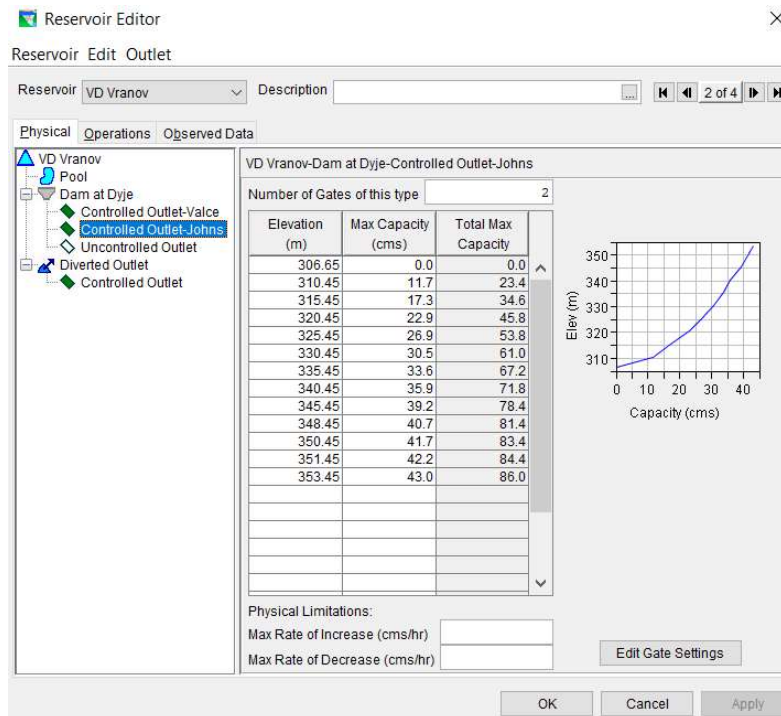 Reservoir Editor
Reservoir Edit Outlet
Reservoir VD Vranov Description ... 2 of 4
Physical Operations Observed Data
VD Vranov
Pool
Dam at Dyje
Controlled Outlet-Valce
Controlled Outlet-Johns
Uncontrolled Outlet
Diverted Outlet
Controlled Outlet
VD Vranov-Dam at Dyje-Controlled Outlet-Johns
Number of Gates of this type 2
Elevation Max Capacity Total Max
(m) (cms) Capacity
306.65 0.0 0.0
310.45 11.7 23.4
315.45 17.3 34.6
320.45 22.9 45.8
325.45 26.9 53.8
330.45 30.5 61.0
335.45 33.6 67.2
340.45 35.9 71.8
345.45 39.2 78.4
348.45 40.7 81.4
350.45 41.7 83.4
351.45 42.2 84.4
353.45 43.0 86.0
350
340
330
320
310
Elev (m)
0 10 20 30 40
Capacity (cms)
Physical Limitations:
Max Rate of Increase (cms/hr)
Max Rate of Decrease (cms/hr)
Edit Gate Settings
OK Cancel Apply